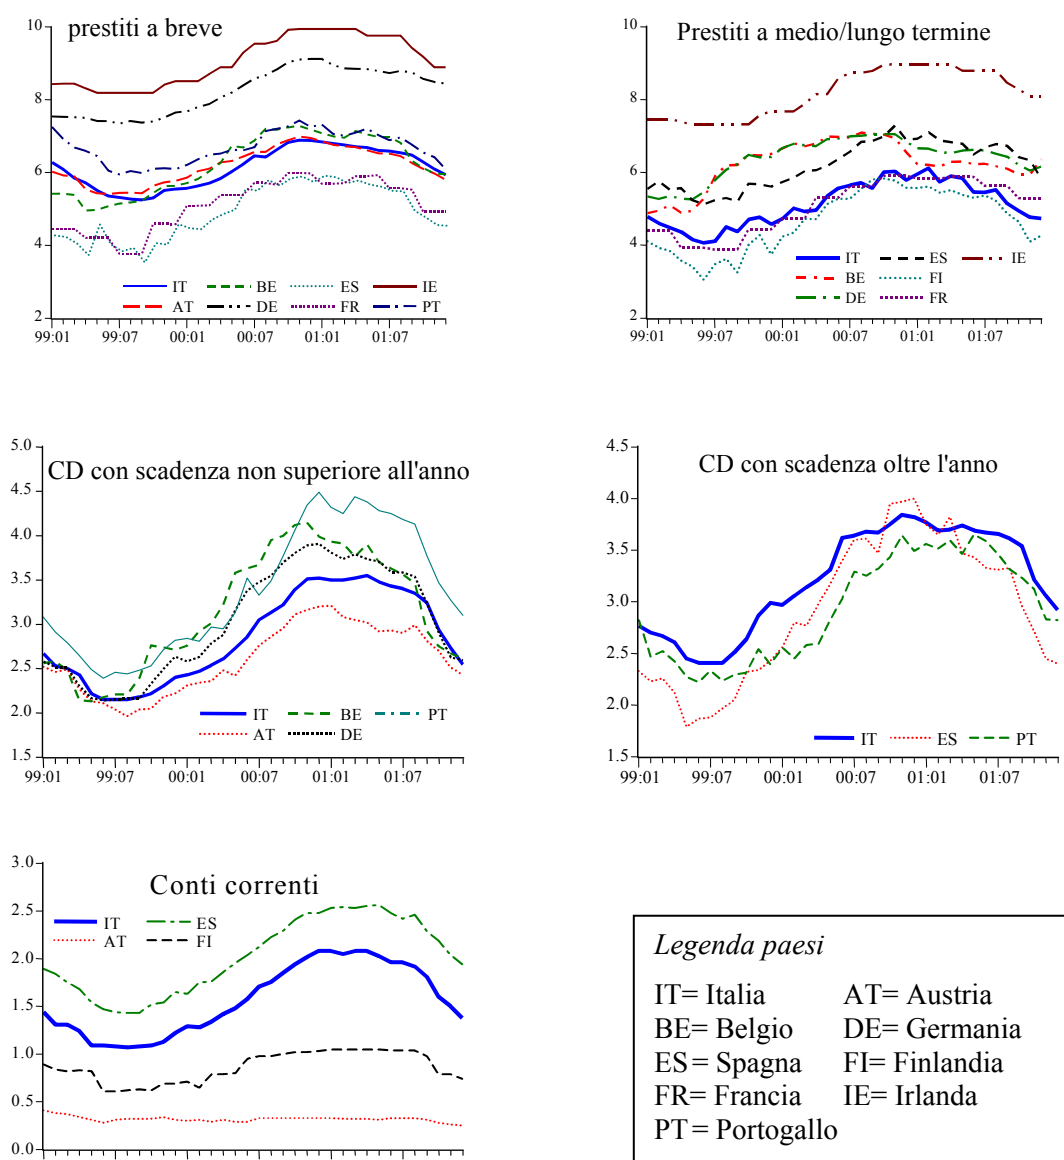 prestiti a breve
10
8
6
4
2
IT BE ES IE
AT DE FR PT
99:01 99:07 00:01 00:07 01:01 01:07
Prestiti a medio/lungo termine
10
8
6
4
2
IT ES IE
BE FI
DE FR
99:01 99:07 00:01 00:07 01:01 01:07
CD con scadenza non superiore all'anno
5.0
4.5
4.0
3.5
3.0
2.5
2.0
1.5
IT BE PT
AT DE
99:01 99:07 00:01 00:07 01:01 01:07
CD con scadenza oltre l'anno
4.5
4.0
3.5
3.0
2.5
2.0
1.5
IT ES PT
99:01 99:07 00:01 00:07 01:01 01:07
Conti correnti
3.0
2.5
2.0
1.5
1.0
0.5
0.0
IT ES
AT FI
Legenda paesi
IT= Italia AT= Austria
BE= Belgio DE= Germania
ES= Spagna FI= Finlandia
FR= Francia IE= Irlanda
PT= Portogallo